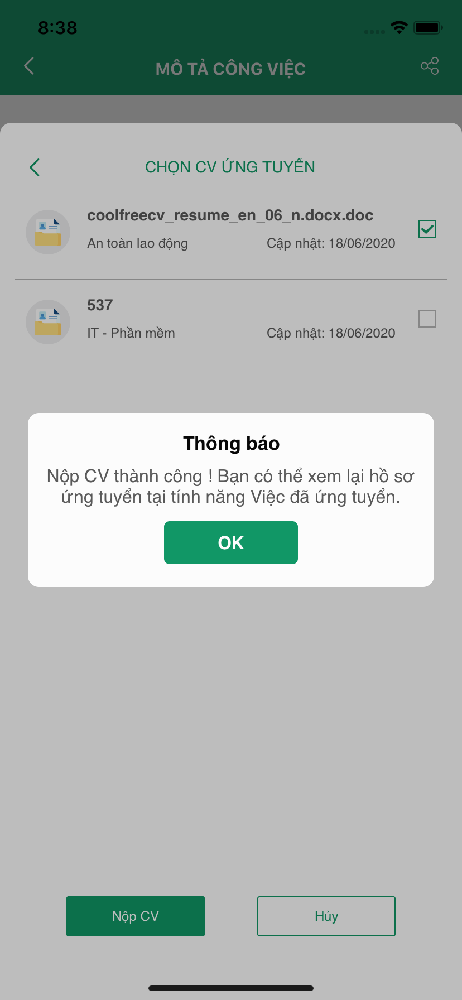 8:38
MÔ TẢ CÔNG VIỆC
CHỌN CV ỨNG TUYỂN
coolfreecv_resume_en_06_n.docx.doc
An toàn lao động Cập nhật: 18/06/2020
537
IT - Phần mềm Cập nhật: 18/06/2020
Thông báo
Nộp CV thành công ! Bạn có thể xem lại hồ sơ
ứng tuyển tại tính năng Việc đã ứng tuyển.
OK
Nộp CV Hủy